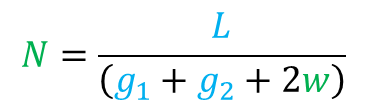 N = L / (g₁ + g₂ + 2w)